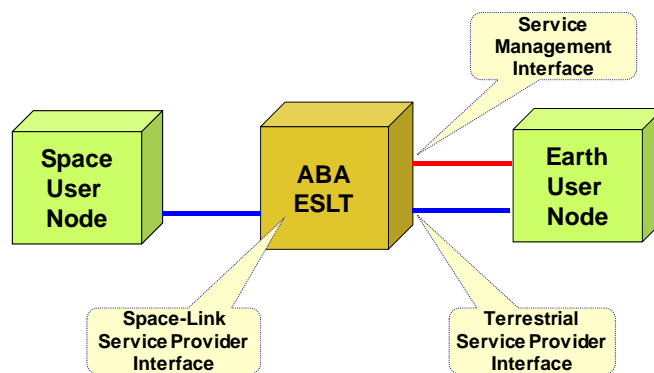 Service
Management
Interface
Space
User
Node
ABA
ESLT
Earth
User
Node
Space-Link
Service Provider
Interface
Terrestrial
Service Provider
Interface